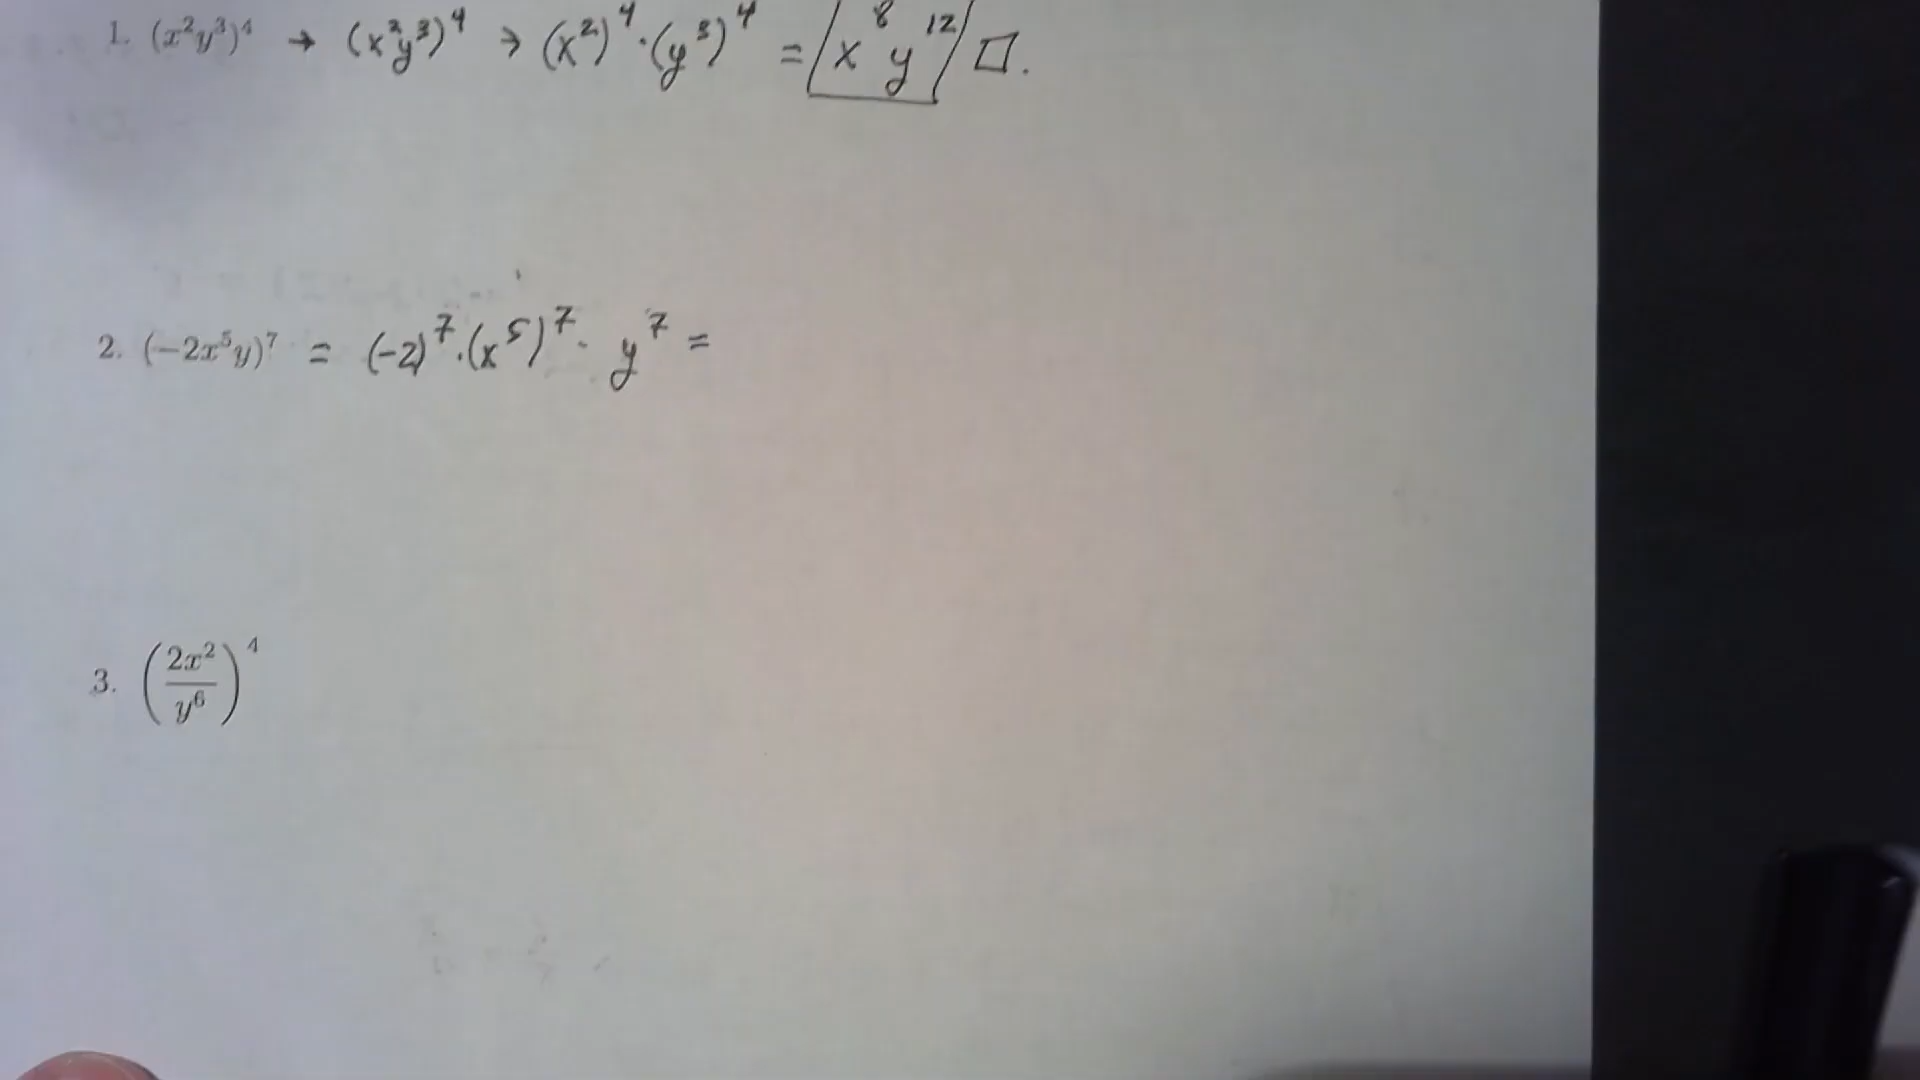 1. (x²y³)⁴ → (x²y³)⁴ → (x²)⁴·(y³)⁴ = x⁸y¹² □.
2. (−2x⁵y)⁷ = (-2)⁷·(x⁵)⁷· y⁷ =
3. (2x²/y⁶)⁴